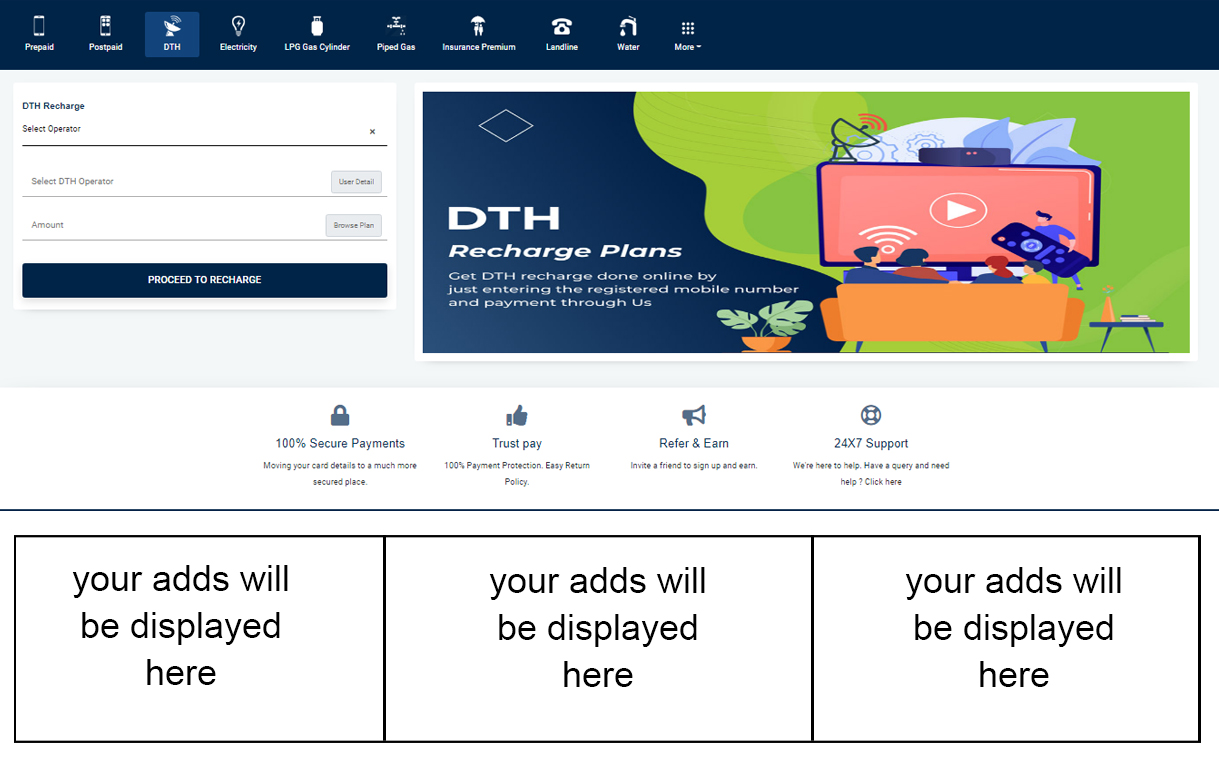 Prepaid
Postpaid
DTH
Electricity
LPG Gas Cylinder
Piped Gas
Insurance Premium
Landline
Water
More
DTH Recharge
Select Operator
×
Select DTH Operator
User Detail
Amount
Browse Plan
PROCEED TO RECHARGE
DTH
Recharge Plans
Get DTH recharge done online by
just entering the registered mobile number
and payment through Us
100% Secure Payments
Moving your card details to a much more
secured place.
Trust pay
100% Payment Protection. Easy Return
Policy.
Refer & Earn
Invite a friend to sign up and earn.
24X7 Support
We're here to help. Have a query and need
help ? Click here
your adds will
be displayed
here
your adds will
be displayed
here
your adds will
be displayed
here